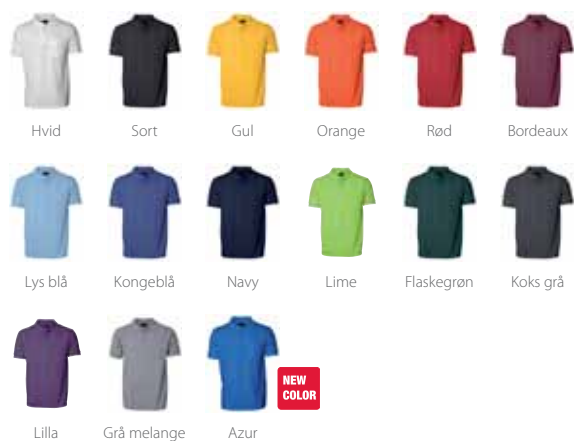 Hvid
Sort
Gul
Orange
Rød
Bordeaux
Lys blå
Kongeblå
Navy
Lime
Flaskegrøn
Koks grå
NEW
COLOR
Lilla
Grå melange
Azur